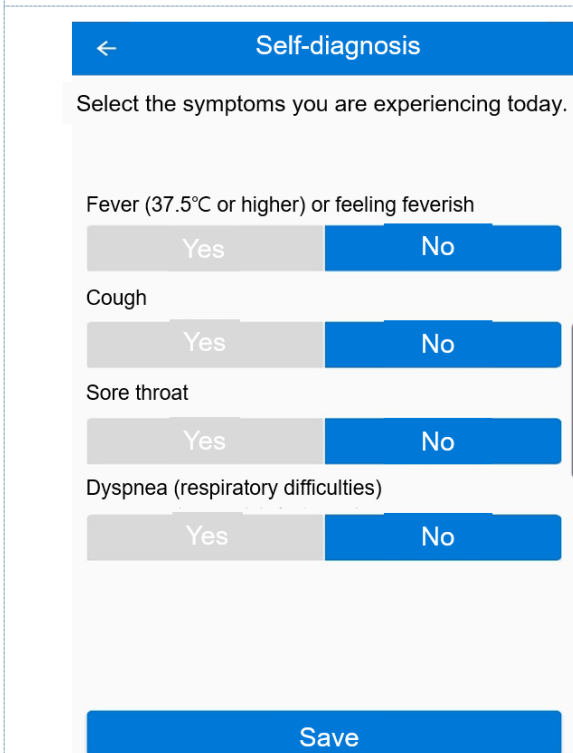 Self-diagnosis
Select the symptoms you are experiencing today.
Fever (37.5℃ or higher) or feeling feverish
Yes No
Cough
Yes No
Sore throat
Yes No
Dyspnea (respiratory difficulties)
Yes No
Save